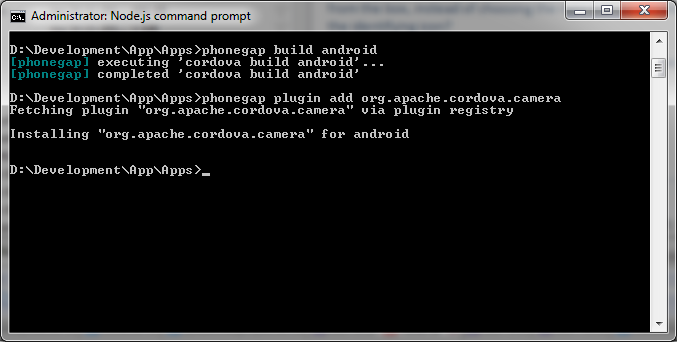 Administrator: Node.js command prompt
D:\Development\App\Apps>phonegap build android
[phonegap] executing 'cordova build android'...
[phonegap] completed 'cordova build android'
D:\Development\App\Apps>phonegap plugin add org.apache.cordova.camera
Fetching plugin "org.apache.cordova.camera" via plugin registry
Installing "org.apache.cordova.camera" for android
D:\Development\App\Apps>_